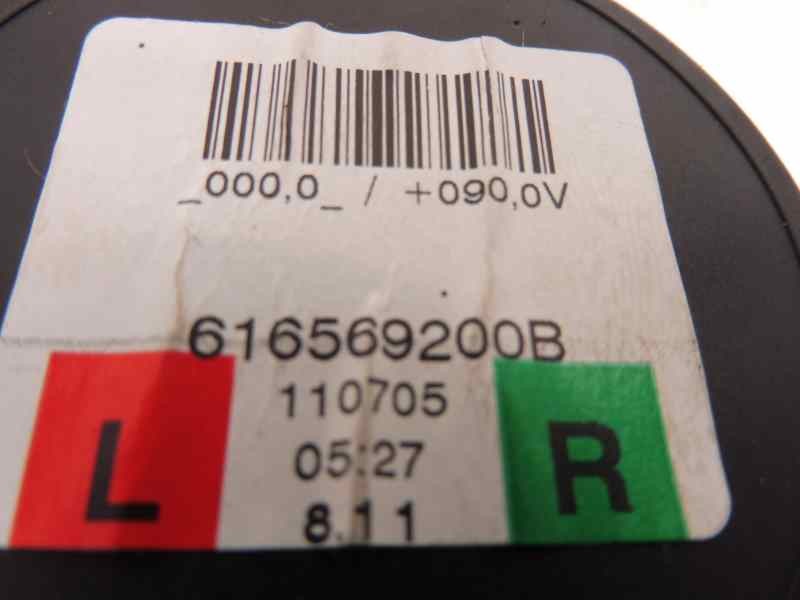 _000,0_ / +090,0V
616569200B
110705
L 05:27 R
8.11